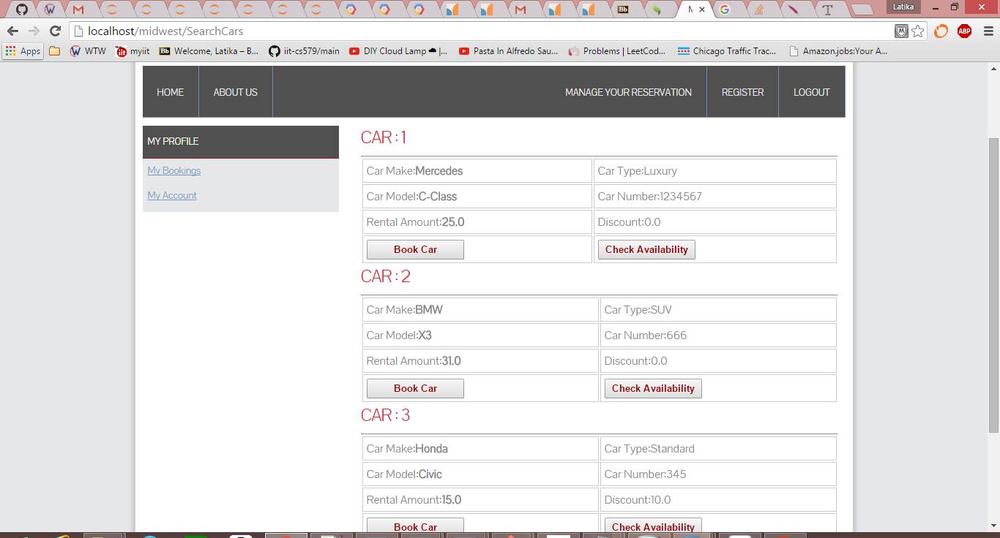 Latika
localhost/midwest/SearchCars
ABP
Apps WTW myiit Bb Welcome, Latika – B... iit-cs579/main DIY Cloud Lamp ☁ |... Pasta In Alfredo Sau... Problems | LeetCod... Chicago Traffic Trac... Amazon.jobs:Your A...
HOME ABOUT US MANAGE YOUR RESERVATION REGISTER LOGOUT
MY PROFILE
My Bookings
My Account
CAR : 1
Car Make:Mercedes Car Type:Luxury
Car Model:C-Class Car Number:1234567
Rental Amount:25.0 Discount:0.0
Book Car Check Availability
CAR : 2
Car Make:BMW Car Type:SUV
Car Model:X3 Car Number:666
Rental Amount:31.0 Discount:0.0
Book Car Check Availability
CAR : 3
Car Make:Honda Car Type:Standard
Car Model:Civic Car Number:345
Rental Amount:15.0 Discount:10.0
Book Car Check Availability